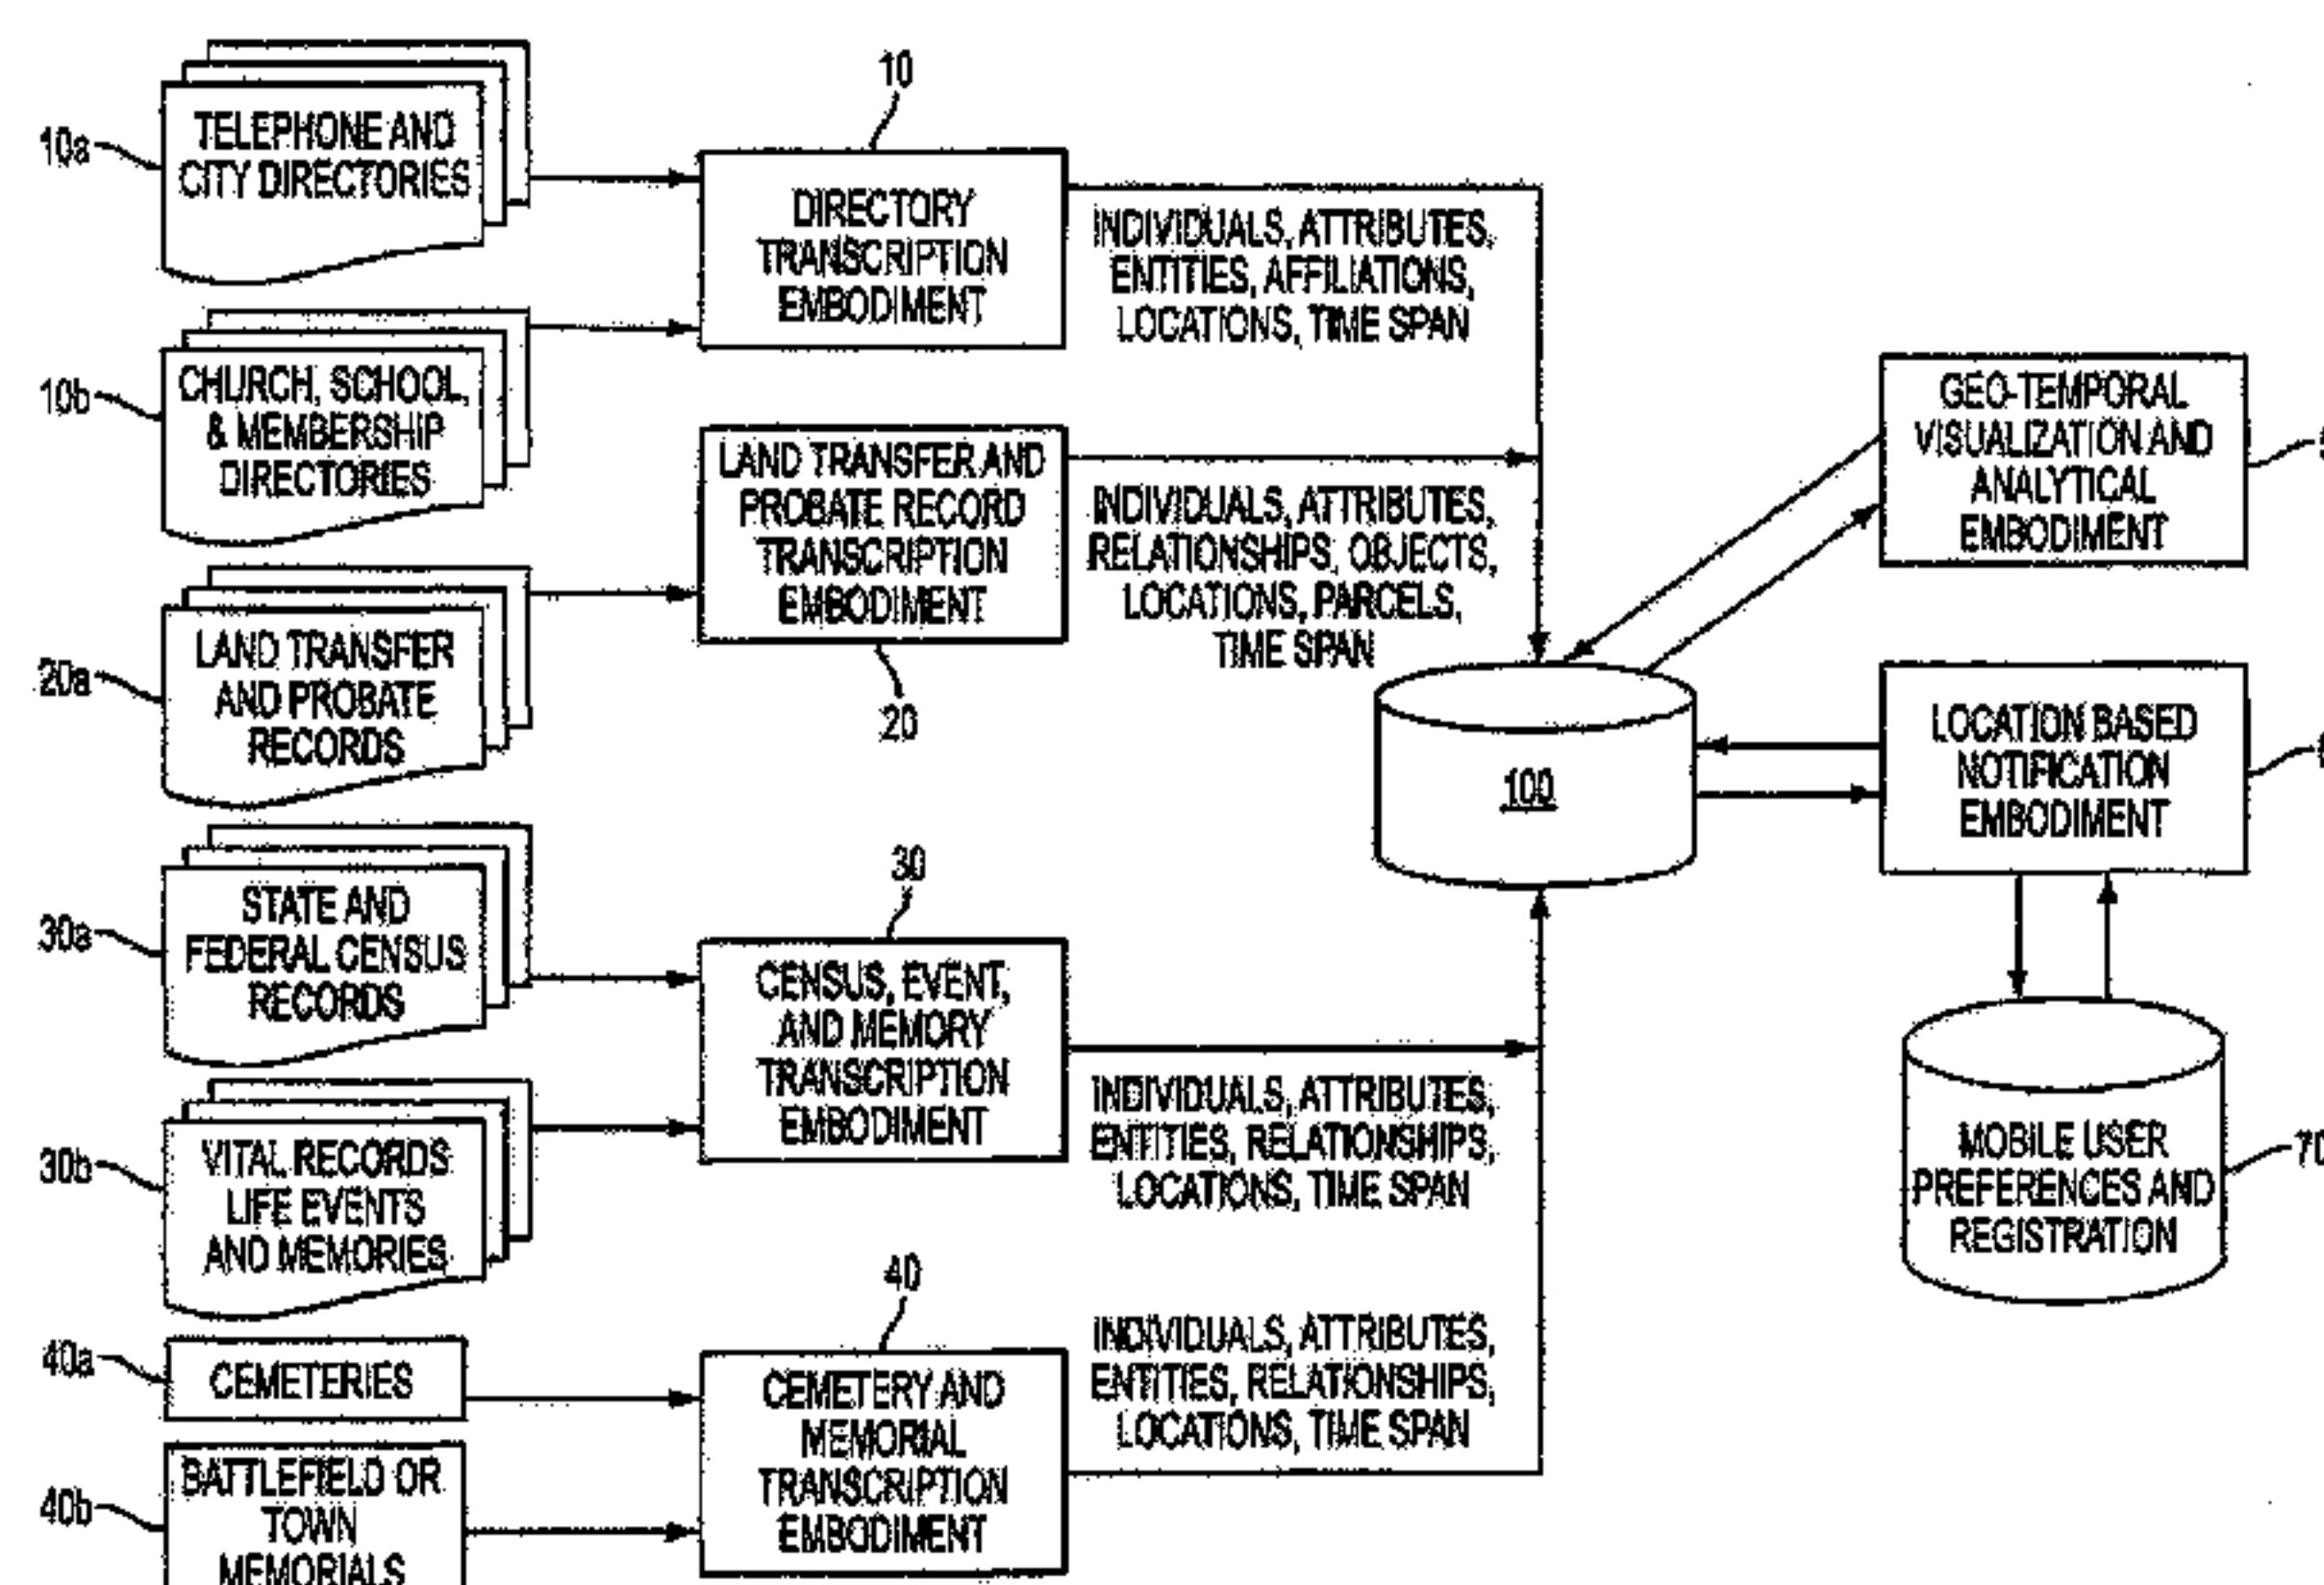 10
10a
TELEPHONE AND
CITY DIRECTORIES
DIRECTORY
TRANSCRIPTION
EMBODIMENT
INDIVIDUALS, ATTRIBUTES,
ENTITIES, AFFILIATIONS,
LOCATIONS, TIME SPAN
10b
CHURCH, SCHOOL,
& MEMBERSHIP
DIRECTORIES
LAND TRANSFER AND
PROBATE RECORD
TRANSCRIPTION
EMBODIMENT
20
INDIVIDUALS, ATTRIBUTES,
RELATIONSHIPS, OBJECTS,
LOCATIONS, PARCELS,
TIME SPAN
GEO-TEMPORAL
VISUALIZATION AND
ANALYTICAL
EMBODIMENT
20a
LAND TRANSFER
AND PROBATE
RECORDS
100
LOCATION BASED
NOTIFICATION
EMBODIMENT
30a
STATE AND
FEDERAL CENSUS
RECORDS
30
CENSUS, EVENT,
AND MEMORY
TRANSCRIPTION
EMBODIMENT
INDIVIDUALS, ATTRIBUTES,
ENTITIES, RELATIONSHIPS,
LOCATIONS, TIME SPAN
MOBILE USER
PREFERENCES AND
REGISTRATION
70
30b
VITAL RECORDS
LIFE EVENTS
AND MEMORIES
40a
CEMETERIES
40
CEMETERY AND
MEMORIAL
TRANSCRIPTION
EMBODIMENT
INDIVIDUALS, ATTRIBUTES,
ENTITIES, RELATIONSHIPS,
LOCATIONS, TIME SPAN
40b
BATTLEFIELD OR
TOWN
MEMORIALS